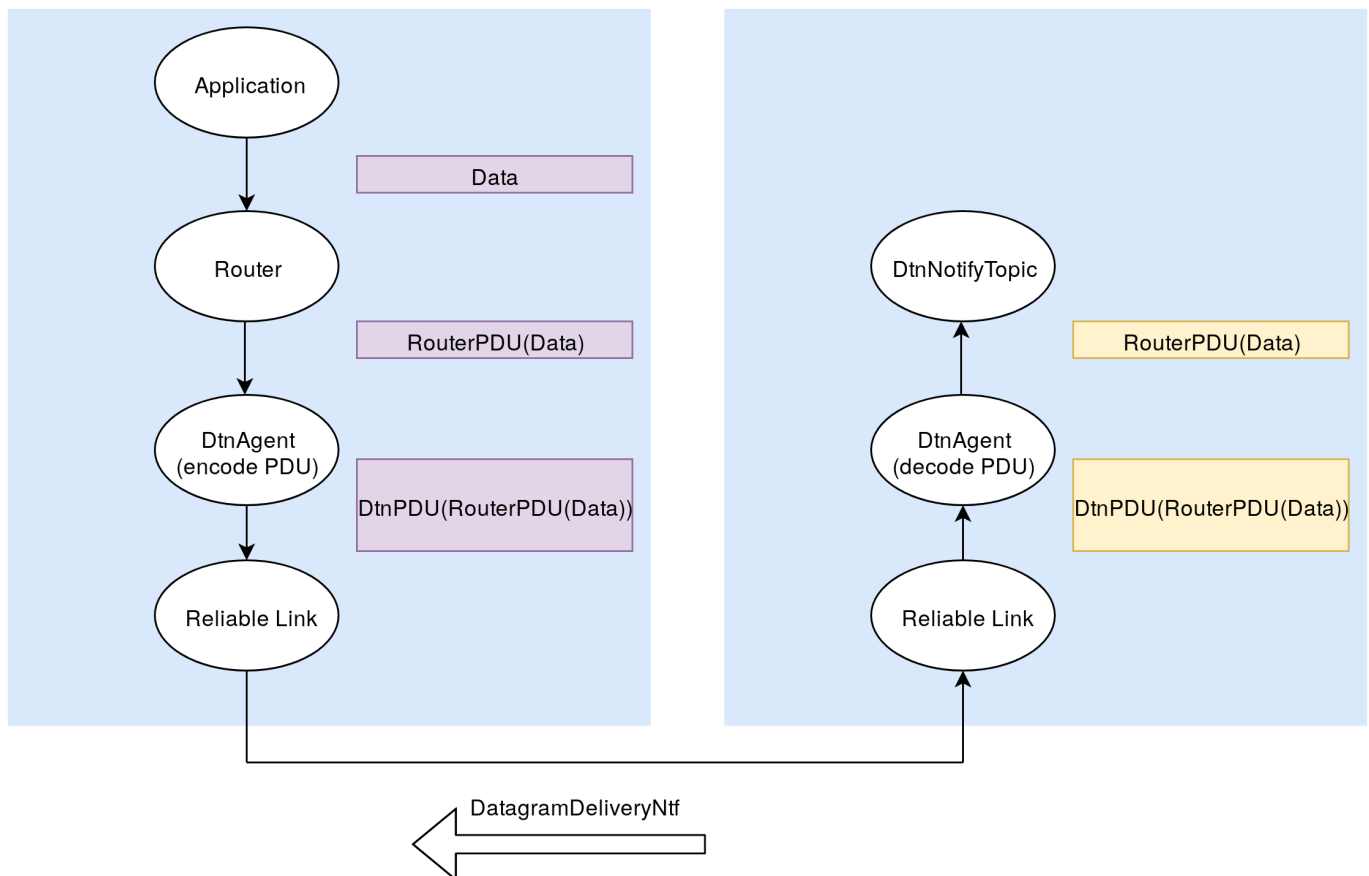 Application
Data
Router
RouterPDU(Data)
DtnAgent
(encode PDU)
DtnPDU(RouterPDU(Data))
Reliable Link
DtnNotifyTopic
RouterPDU(Data)
DtnAgent
(decode PDU)
DtnPDU(RouterPDU(Data))
Reliable Link
DatagramDeliveryNtf